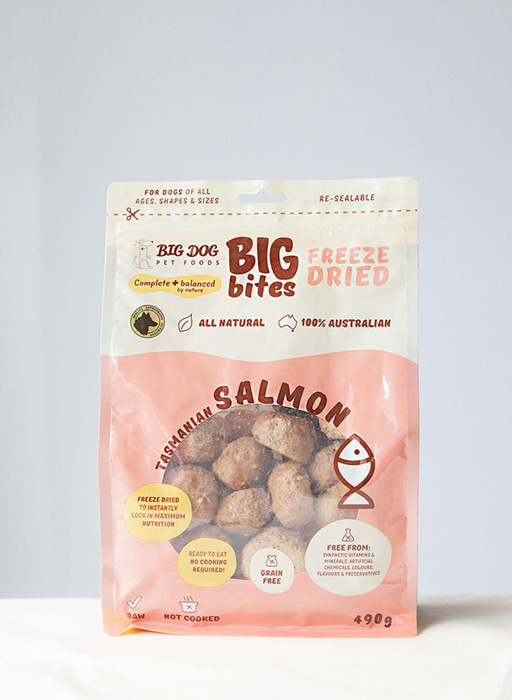 FOR DOGS OF ALL
AGES, SHAPES & SIZES
RE-SEALABLE
BIG DOG
PET FOODS
BIG
bites
FREEZE
DRIED
Complete + balanced
by nature
ALL NATURAL
100% AUSTRALIAN
TASMANIAN SALMON
FREEZE DRIED
TO INSTANTLY
LOCK IN MAXIMUM
NUTRITION
READY TO EAT
NO COOKING
REQUIRED!
GRAIN
FREE
FREE FROM:
SYNTHETIC VITAMINS &
MINERALS, ARTIFICIAL
CHEMICALS, COLOURS,
FLAVOURS & PRESERVATIVES
RAW
NOT COOKED
490g